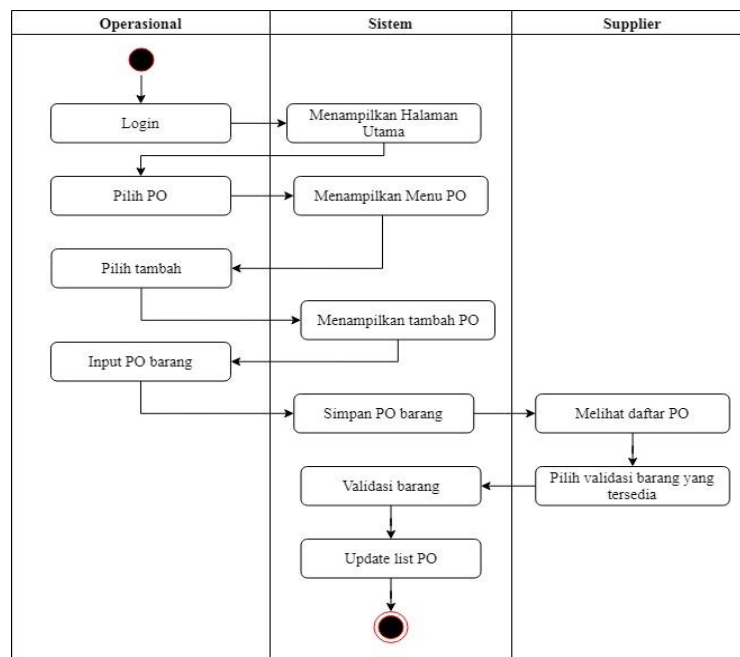 Operasional
Sistem
Supplier
Login
Menampilkan Halaman
Utama
Pilih PO
Menampilkan Menu PO
Pilih tambah
Menampilkan tambah PO
Input PO barang
Simpan PO barang
Melihat daftar PO
Validasi barang
Pilih validasi barang yang
tersedia
Update list PO